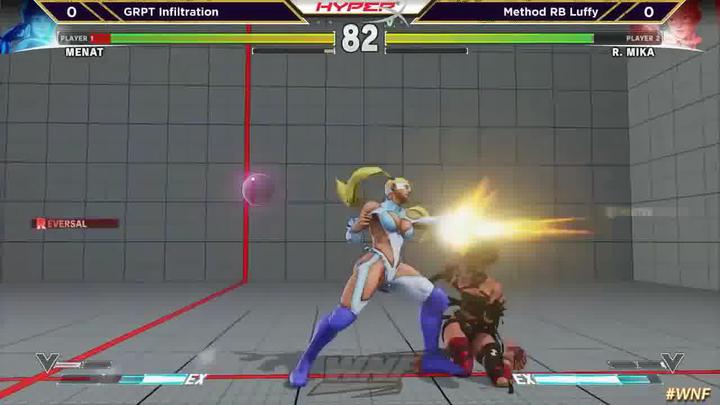 0 GRPT Infiltration HYPER Method RB Luffy 0
PLAYER 1 82 PLAYER 2
MENAT R. MIKA
REVERSAL
V V
WNF
EX EX
#WNF